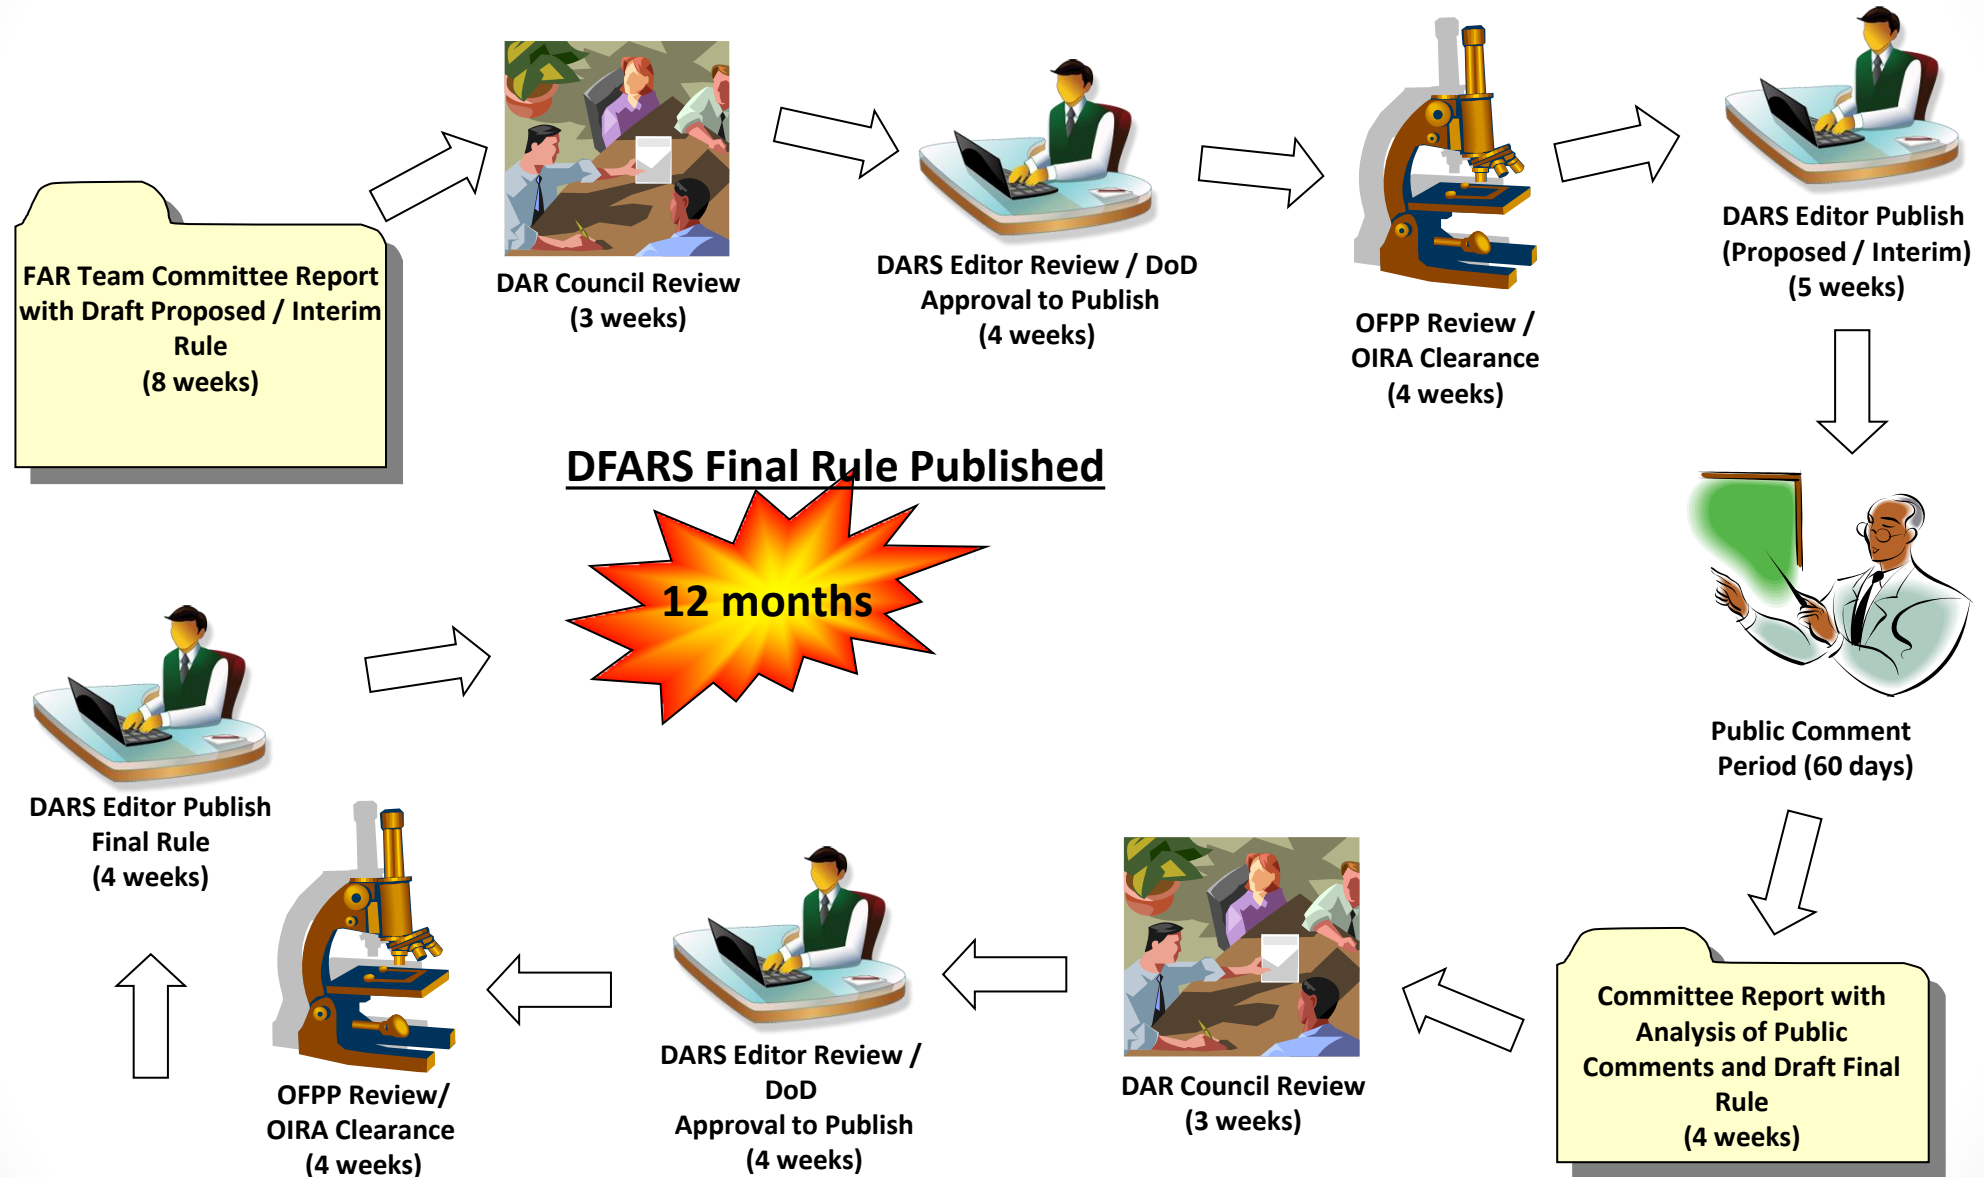 FAR Team Committee Report
with Draft Proposed / Interim
Rule
(8 weeks)
DAR Council Review
(3 weeks)
DARS Editor Review / DoD
Approval to Publish
(4 weeks)
OFPP Review /
OIRA Clearance
(4 weeks)
DARS Editor Publish
(Proposed / Interim)
(5 weeks)
Public Comment
Period (60 days)
Committee Report with
Analysis of Public
Comments and Draft Final
Rule
(4 weeks)
DAR Council Review
(3 weeks)
DARS Editor Review /
DoD
Approval to Publish
(4 weeks)
OFPP Review/
OIRA Clearance
(4 weeks)
DARS Editor Publish
Final Rule
(4 weeks)
DFARS Final Rule Published
12 months